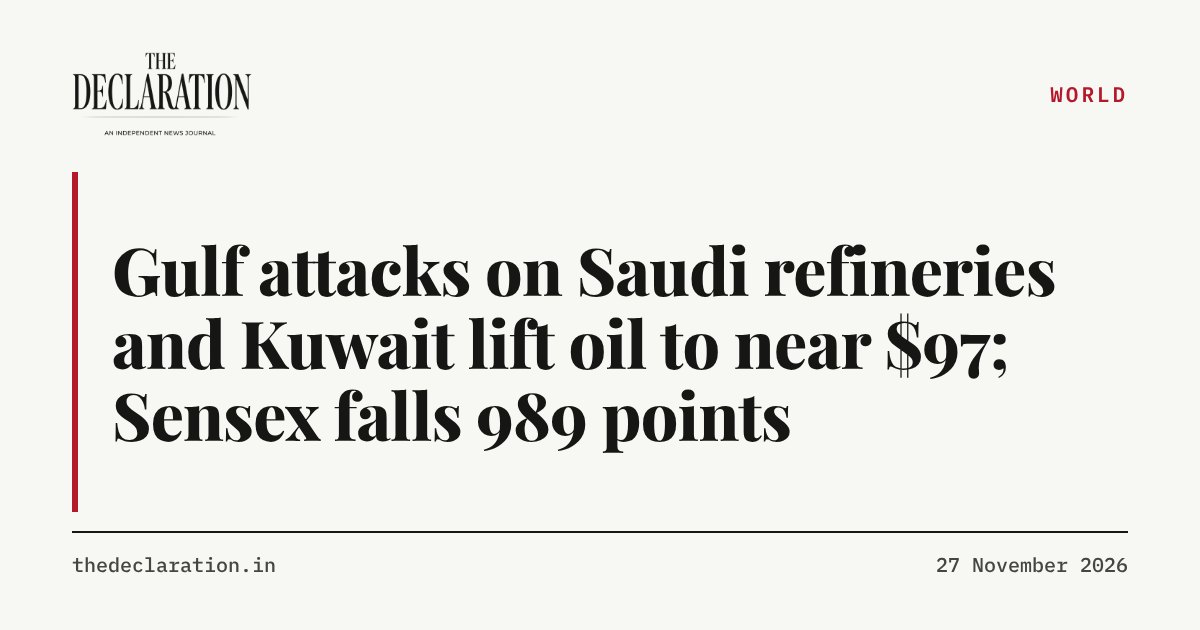 THE
DECLARATION
AN INDEPENDENT NEWS JOURNAL
WORLD
Gulf attacks on Saudi refineries
and Kuwait lift oil to near $97;
Sensex falls 989 points
thedeclaration.in
27 November 2026